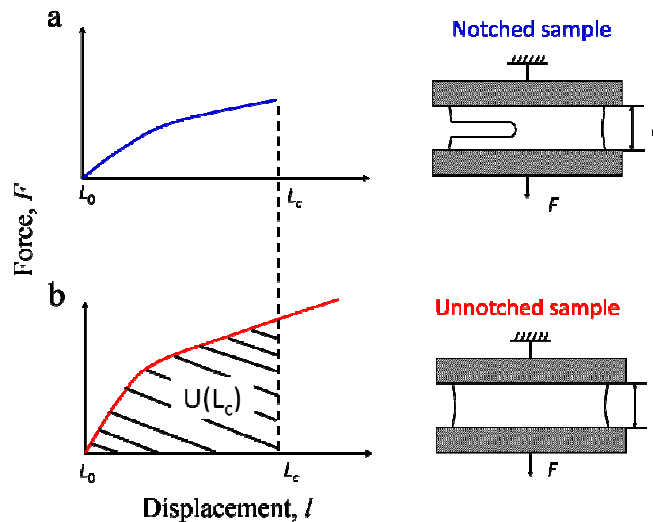 a
Notched sample
L0
Lc
F
Force, F
b
Unnotched sample
U(Lc)
L0
Lc
F
Displacement, l